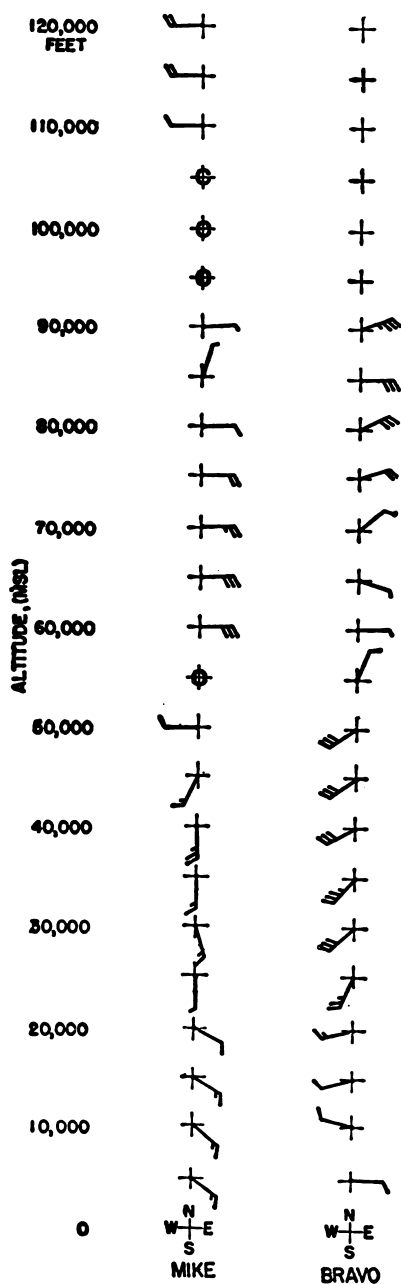 120,000
FEET
110,000
100,000
90,000
80,000
70,000
ALTITUDE, (MSL)
60,000
50,000
40,000
30,000
20,000
10,000
0
N
W E
S
MIKE
N
W E
S
BRAVO